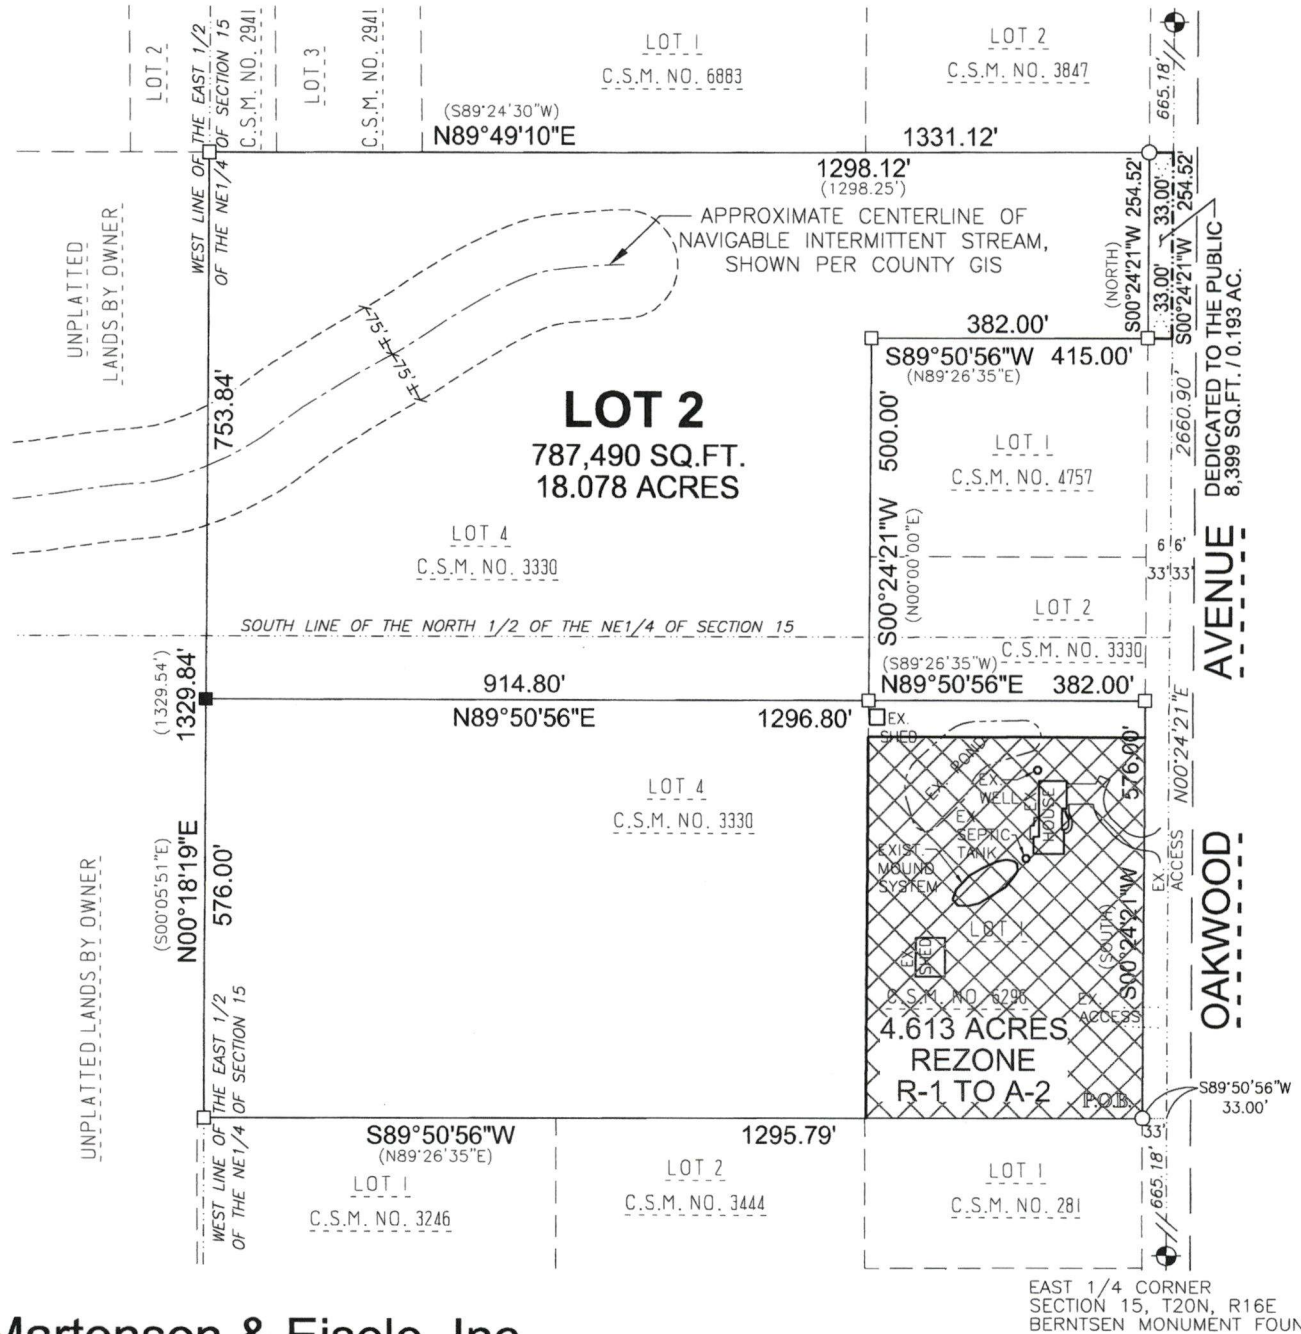 LOT 2
WEST LINE OF THE EAST 1/2
OF THE NE1/4 OF SECTION 15
C.S.M. NO. 2941
LOT 3
C.S.M. NO. 2941
LOT 1
C.S.M. NO. 6883
LOT 2
C.S.M. NO. 3847
665.18'
(S89°24'30"W)
N89°49'10"E
1331.12'
1298.12'
(1298.25')
UNPLATTED
LANDS BY OWNER
APPROXIMATE CENTERLINE OF
NAVIGABLE INTERMITTENT STREAM,
SHOWN PER COUNTY GIS
(NORTH)
S00°24'21"W 254.52'
33.00'
33.00'
S00°24'21"W 254.52'
DEDICATED TO THE PUBLIC
8,399 SQ.FT. / 0.193 AC.
75'±
75'±
753.84'
382.00'
S89°50'56"W 415.00'
(N89°26'35"E)
2660.90'
LOT 2
787,490 SQ.FT.
18.078 ACRES
S00°24'21"W 500.00'
(N00°00'00"E)
LOT 1
C.S.M. NO. 4757
LOT 4
C.S.M. NO. 3330
6' 6'
33' 33'
AVENUE
SOUTH LINE OF THE NORTH 1/2 OF THE NE1/4 OF SECTION 15
LOT 2
C.S.M. NO. 3330
(S89°26'35"W)
N89°50'56"E 382.00'
(1329.54')
1329.84'
914.80'
N89°50'56"E
1296.80'
EX.
SHED
N00°24'21"E
576.00'
EX. POND
EX.
WELL
EX.
HOUSE
EX.
SEPTIC
TANK
EXIST.
MOUND
SYSTEM
LOT 4
C.S.M. NO. 3330
EX.
ACCESS
OAKWOOD
UNPLATTED LANDS BY OWNER
(S00°05'51"E)
N00°18'19"E
576.00'
LOT 1
EX.
SHED
(SOUTH)
S00°24'21"W
C.S.M. NO. 6296
EX.
ACCESS
4.613 ACRES
REZONE
R-1 TO A-2
P.O.B.
S89°50'56"W
33.00'
33'
WEST LINE OF THE EAST 1/2
OF THE NE1/4 OF SECTION 15
S89°50'56"W
(N89°26'35"E)
1295.79'
LOT 1
C.S.M. NO. 3246
LOT 2
C.S.M. NO. 3444
LOT 1
C.S.M. NO. 281
665.18'
EAST 1/4 CORNER
SECTION 15, T20N, R16E
BERNTSEN MONUMENT FOUN
Martenson & Eisele, Inc.